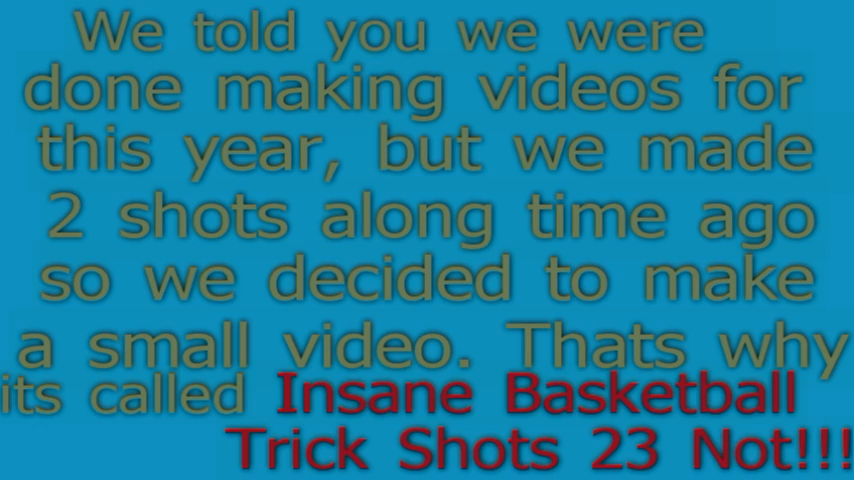 We told you we were
done making videos for
this year, but we made
2 shots along time ago
so we decided to make
a small video. Thats why
its called Insane Basketball
Trick Shots 23 Not!!!